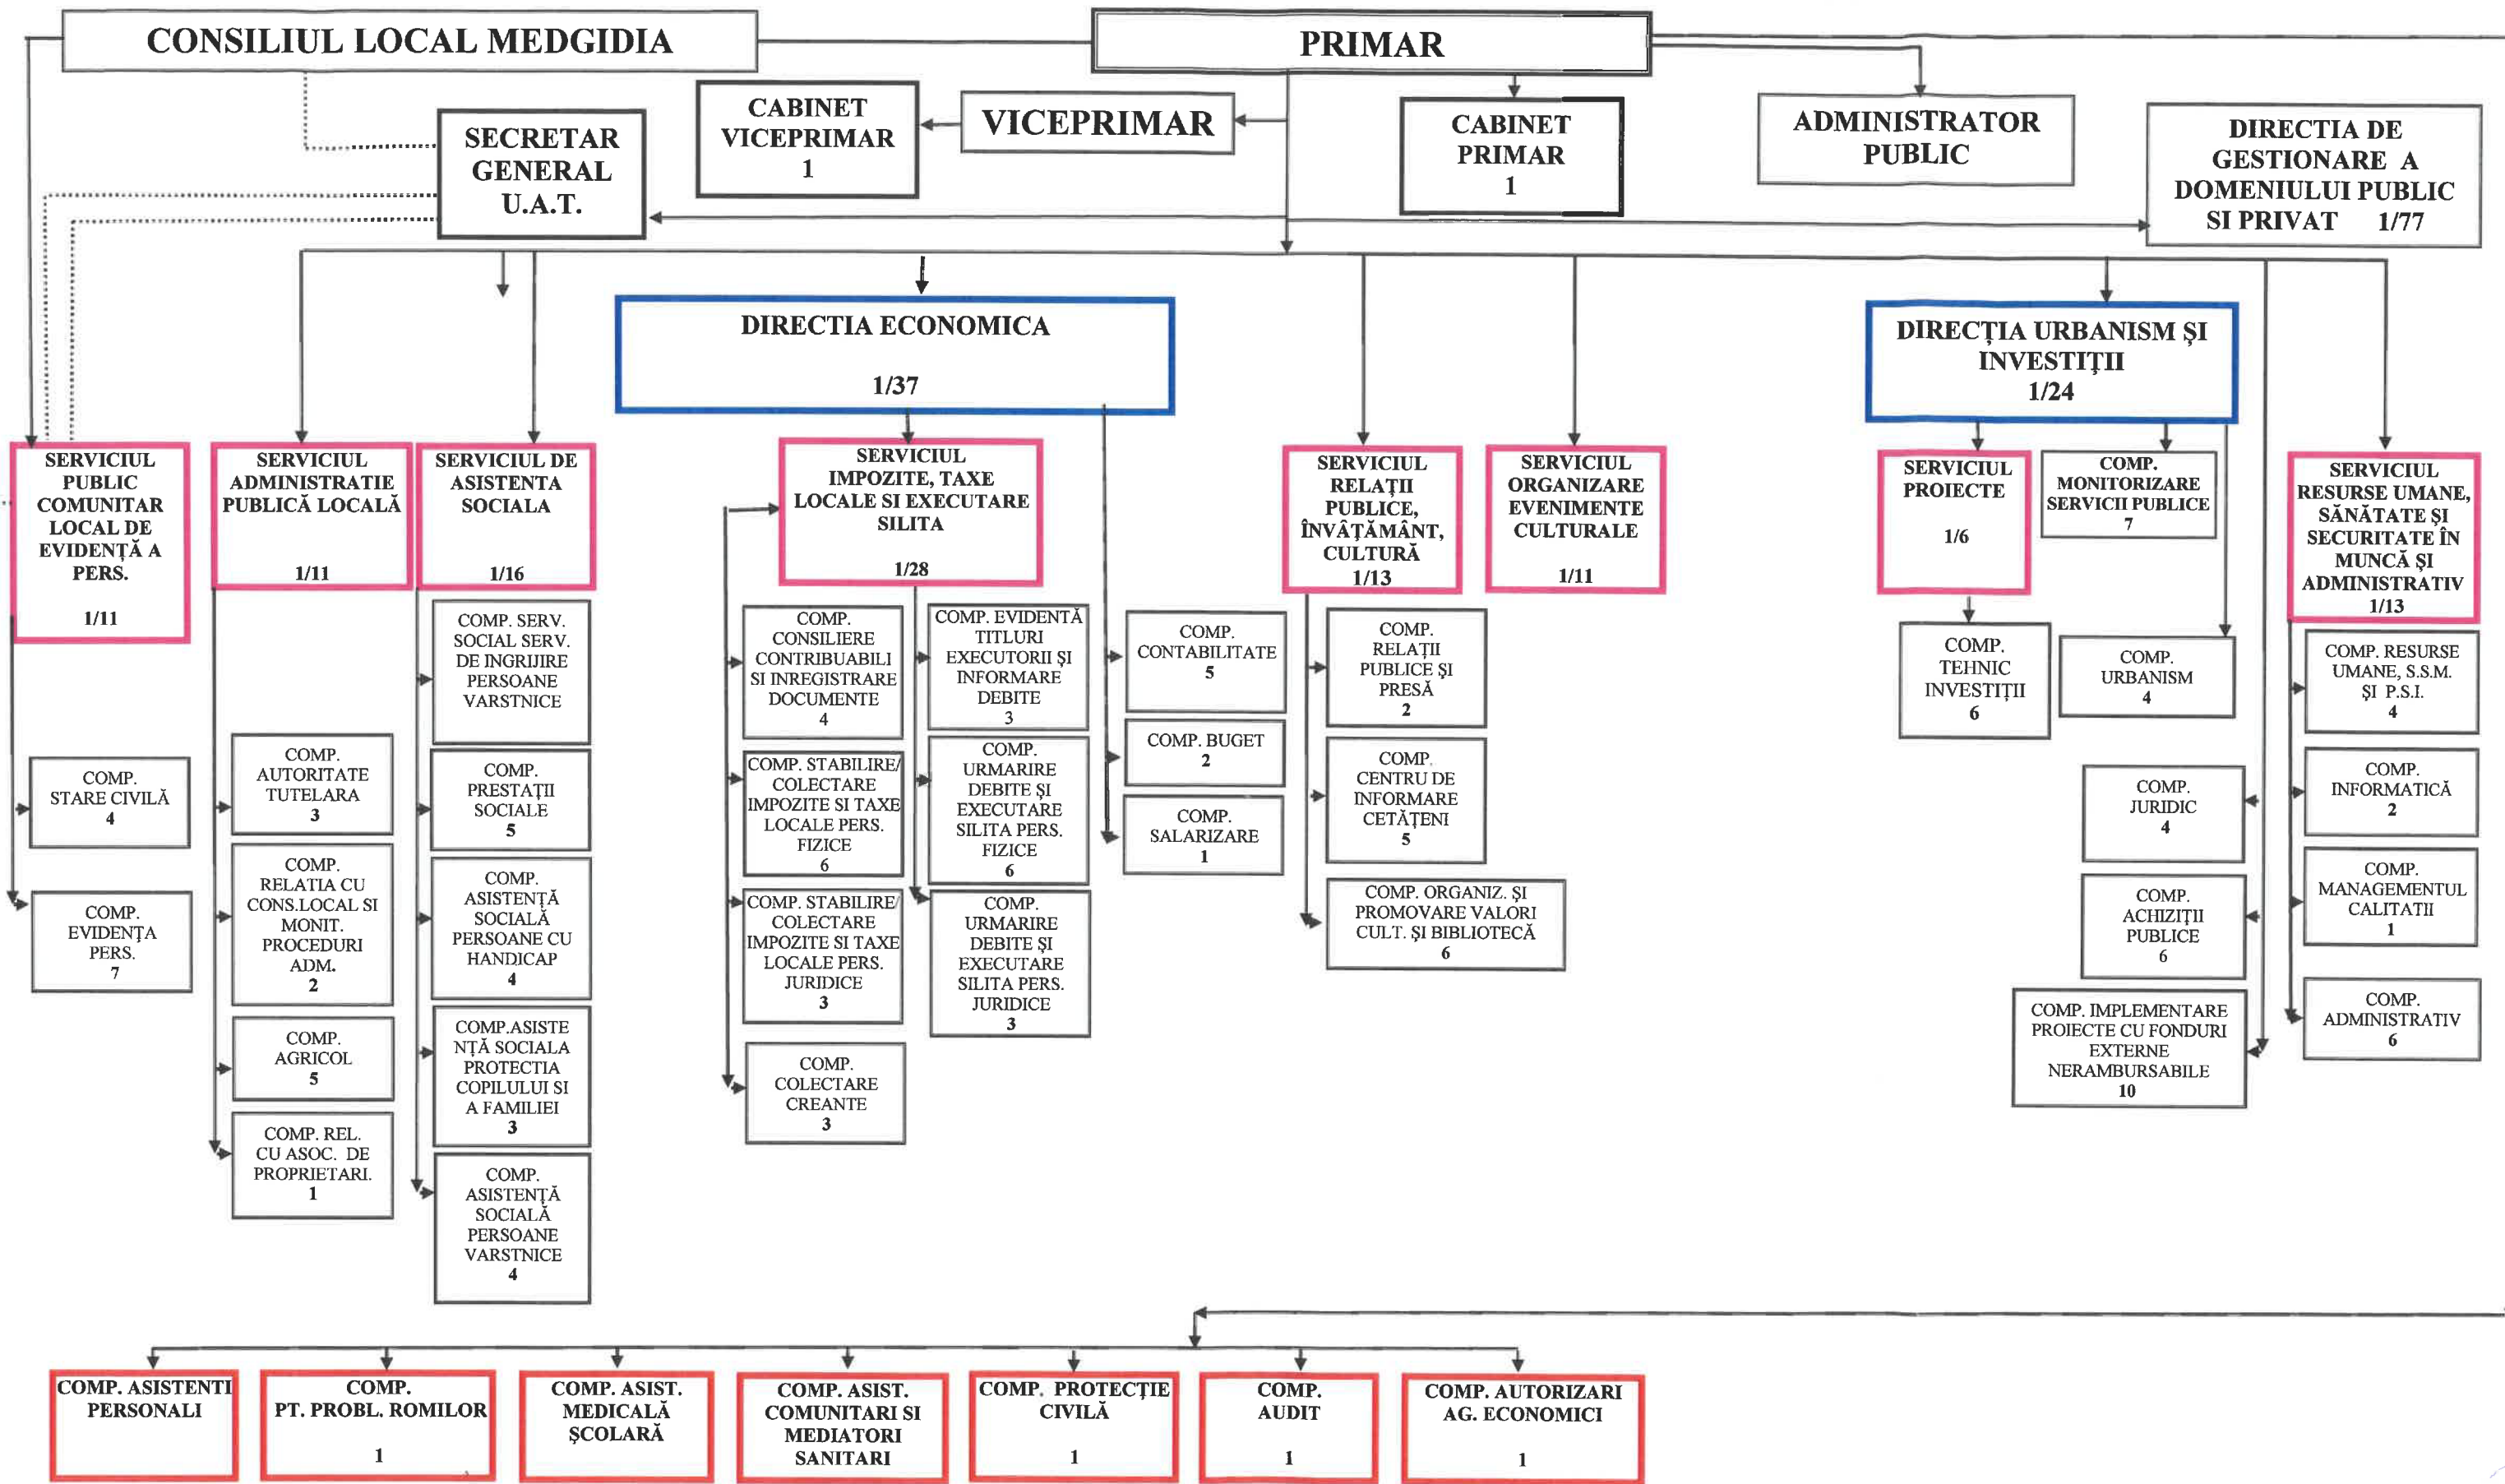 CONSILIUL LOCAL MEDGIDIA
PRIMAR
SECRETAR
GENERAL
U.A.T.
CABINET
VICEPRIMAR
1
VICEPRIMAR
CABINET
PRIMAR
1
ADMINISTRATOR
PUBLIC
DIRECTIA DE
GESTIONARE A
DOMENIULUI PUBLIC
SI PRIVAT 1/77
DIRECTIA ECONOMICA
1/37
DIRECȚIA URBANISM ȘI
INVESTIȚII
1/24
SERVICIUL
PUBLIC
COMUNITAR
LOCAL DE
EVIDENȚĂ A
PERS.
1/11
SERVICIUL
ADMINISTRATIE
PUBLICĂ LOCALĂ
1/11
SERVICIUL DE
ASISTENTA
SOCIALA
1/16
SERVICIUL
IMPOZITE, TAXE
LOCALE SI EXECUTARE
SILITA
1/28
SERVICIUL
RELAȚII
PUBLICE,
ÎNVĂȚĂMÂNT,
CULTURĂ
1/13
SERVICIUL
ORGANIZARE
EVENIMENTE
CULTURALE
1/11
SERVICIUL
PROIECTE
1/6
COMP.
MONITORIZARE
SERVICII PUBLICE
7
SERVICIUL
RESURSE UMANE,
SĂNĂTATE ȘI
SECURITATE ÎN
MUNCĂ ȘI
ADMINISTRATIV
1/13
COMP.
STARE CIVILĂ
4
COMP.
EVIDENȚA
PERS.
7
COMP.
AUTORITATE
TUTELARA
3
COMP.
RELATIA CU
CONS.LOCAL SI
MONIT.
PROCEDURI
ADM.
2
COMP.
AGRICOL
5
COMP. REL.
CU ASOC. DE
PROPRIETARI.
1
COMP. SERV.
SOCIAL SERV.
DE INGRIJIRE
PERSOANE
VARSTNICE
COMP.
PRESTAȚII
SOCIALE
5
COMP.
ASISTENȚĂ
SOCIALĂ
PERSOANE CU
HANDICAP
4
COMP.ASISTE
NȚĂ SOCIALA
PROTECTIA
COPILULUI SI
A FAMILIEI
3
COMP.
ASISTENȚĂ
SOCIALĂ
PERSOANE
VARSTNICE
4
COMP.
CONSILIERE
CONTRIBUABILI
SI INREGISTRARE
DOCUMENTE
4
COMP. STABILIRE/
COLECTARE
IMPOZITE SI TAXE
LOCALE PERS.
FIZICE
6
COMP. STABILIRE/
COLECTARE
IMPOZITE SI TAXE
LOCALE PERS.
JURIDICE
3
COMP.
COLECTARE
CREANTE
3
COMP. EVIDENTĂ
TITLURI
EXECUTORII ȘI
INFORMARE
DEBITE
3
COMP.
URMARIRE
DEBITE ȘI
EXECUTARE
SILITA PERS.
FIZICE
6
COMP.
URMARIRE
DEBITE ȘI
EXECUTARE
SILITA PERS.
JURIDICE
3
COMP.
CONTABILITATE
5
COMP. BUGET
2
COMP.
SALARIZARE
1
COMP.
RELAȚII
PUBLICE ȘI
PRESĂ
2
COMP.
CENTRU DE
INFORMARE
CETĂȚENI
5
COMP. ORGANIZ. ȘI
PROMOVARE VALORI
CULT. ȘI BIBLIOTECĂ
6
COMP.
TEHNIC
INVESTIȚII
6
COMP.
URBANISM
4
COMP.
JURIDIC
4
COMP.
ACHIZIȚII
PUBLICE
6
COMP. IMPLEMENTARE
PROIECTE CU FONDURI
EXTERNE
NERAMBURSABILE
10
COMP. RESURSE
UMANE, S.S.M.
ȘI P.S.I.
4
COMP.
INFORMATICĂ
2
COMP.
MANAGEMENTUL
CALITATII
1
COMP.
ADMINISTRATIV
6
COMP. ASISTENTI
PERSONALI
COMP.
PT. PROBL. ROMILOR
1
COMP. ASIST.
MEDICALĂ
ȘCOLARĂ
COMP. ASIST.
COMUNITARI SI
MEDIATORI
SANITARI
COMP. PROTECȚIE
CIVILĂ
1
COMP.
AUDIT
1
COMP. AUTORIZARI
AG. ECONOMICI
1